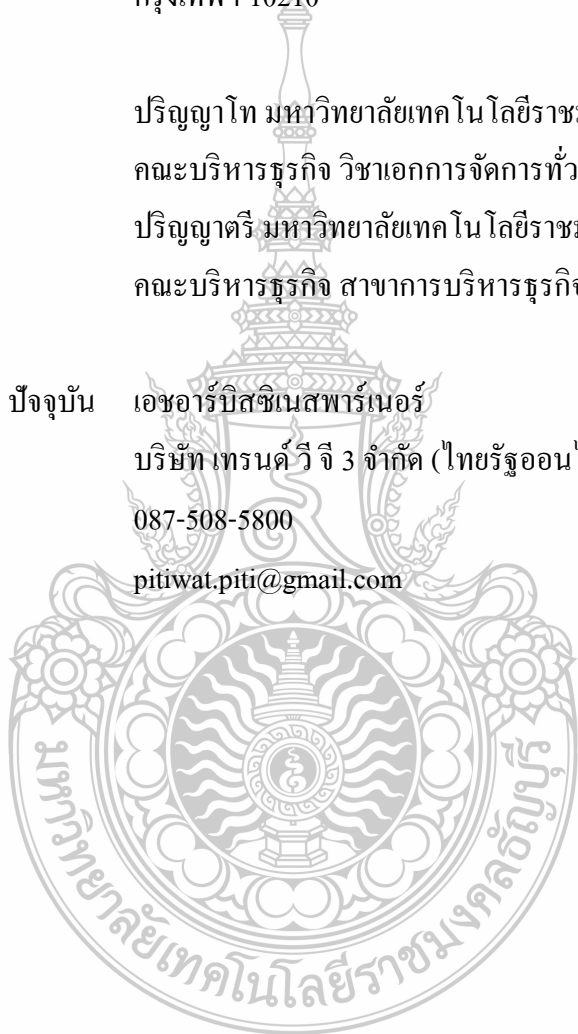 กรุงเทพฯ 10210
ปริญญาโท มหาวิทยาลัยเทคโนโลยีราช
คณะบริหารธุรกิจ วิชาเอกการจัดการทั่ว
ปริญญาตรี มหาวิทยาลัยเทคโนโลยีราช
คณะบริหารธุรกิจ สาขาการบริหารธุรกิจ
ปัจจุบัน เอชอาร์บิสซิเนสพาร์เนอร์
บริษัท เทรนด์ วี จี 3 จำกัด (ไทยรัฐออน
087-508-5800
pitiwat.piti@gmail.com
มหาวิทยาลัยเทคโนโลยีราชมงคลธัญบุรี